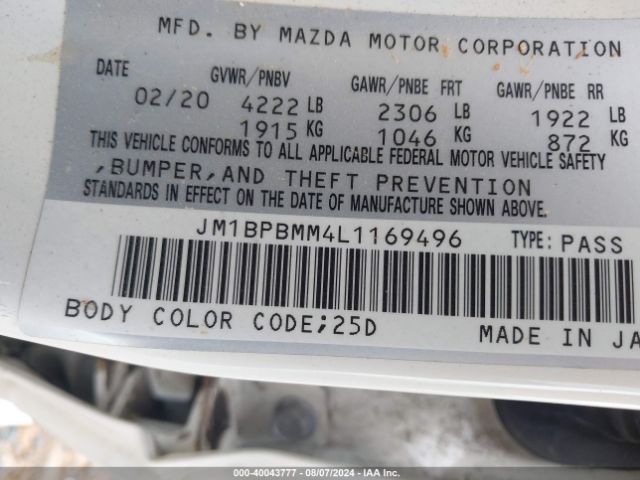 MFD. BY MAZDA MOTOR CORPORATION
DATE GVWR/PNBV GAWR/PNBE FRT GAWR/PNBE RR
02/20 4222 LB 2306 LB 1922 LB
1915 KG 1046 KG 872 KG
THIS VEHICLE CONFORMS TO ALL APPLICABLE FEDERAL MOTOR VEHICLE SAFETY
,BUMPER,AND THEFT PREVENTION
STANDARDS IN EFFECT ON THE DATE OF MANUFACTURE SHOWN ABOVE.
JM1BPBMM4L1169496 TYPE: PASS
BODY COLOR CODE;25D MADE IN JA
000-40043777 - 08/07/2024 - IAA Inc.